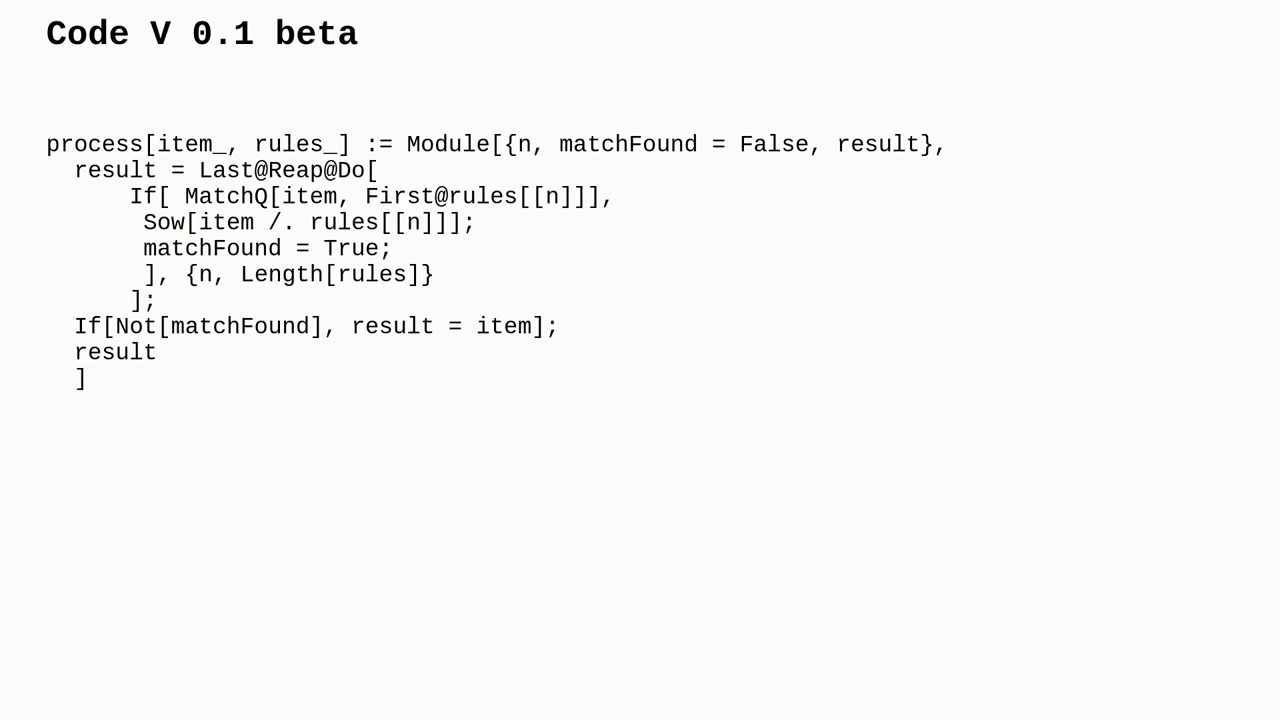 Code V 0.1 beta
process[item_, rules_] := Module[{n, matchFound = False, result},
result = Last@Reap@Do[
If[ MatchQ[item, First@rules[[n]]],
Sow[item /. rules[[n]]];
matchFound = True;
], {n, Length[rules]}
];
If[Not[matchFound], result = item];
result
]